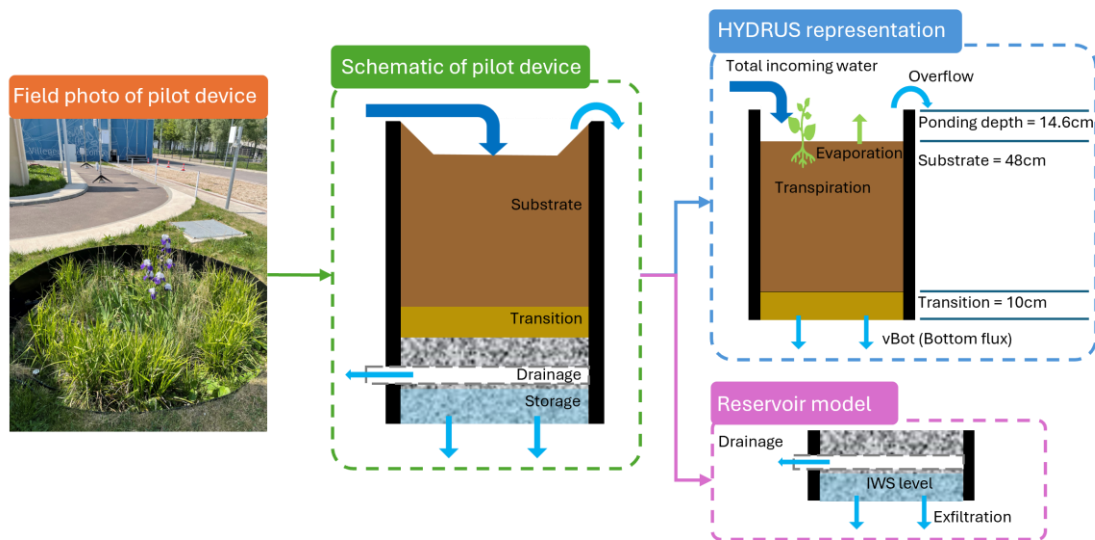 Field photo of pilot device
Schematic of pilot device
Substrate
Transition
Drainage
Storage
HYDRUS representation
Total incoming water
Overflow
Ponding depth = 14.6cm
Evaporation
Substrate = 48cm
Transpiration
Transition = 10cm
vBot (Bottom flux)
Reservoir model
Drainage
IWS level
Exfiltration